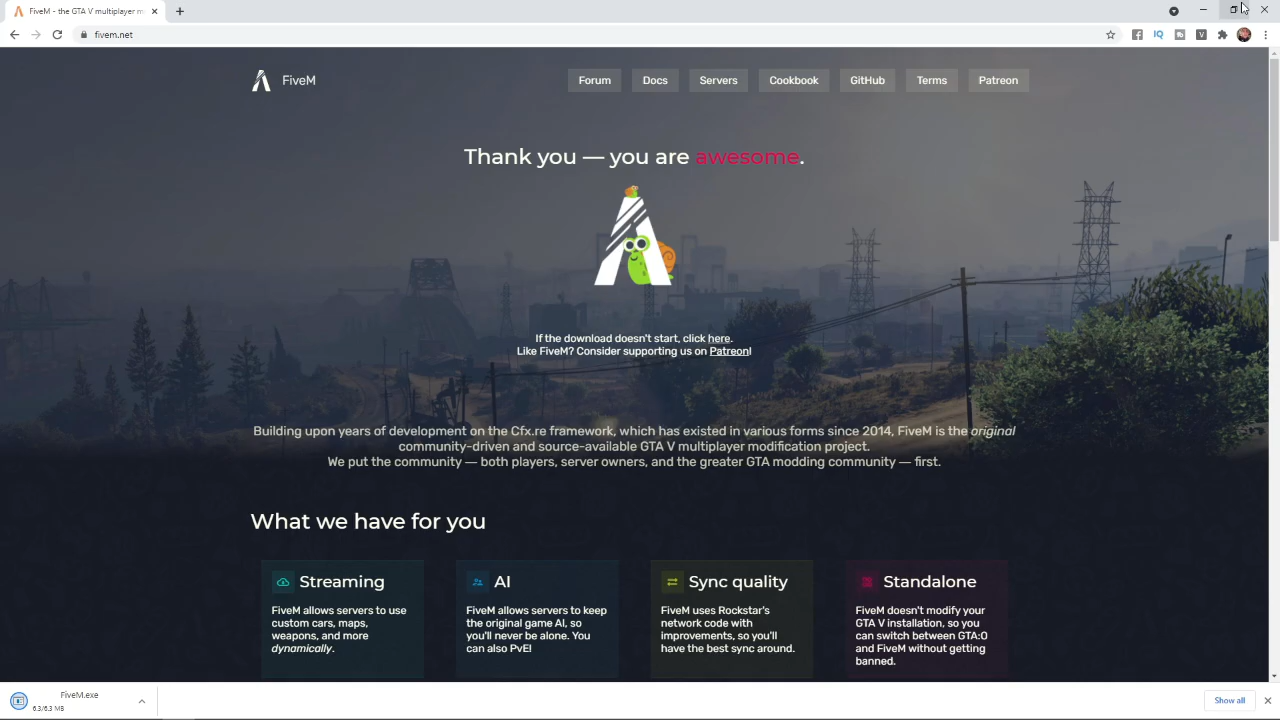 FiveM - the GTA V multiplayer m
fivem.net
IQ
V
FiveM
Forum
Docs
Servers
Cookbook
GitHub
Terms
Patreon
Thank you — you are awesome.
If the download doesn't start, click here.
Like FiveM? Consider supporting us on Patreon!
Building upon years of development on the Cfx.re framework, which has existed in various forms since 2014, FiveM is the original
community-driven and source-available GTA V multiplayer modification project.
We put the community — both players, server owners, and the greater GTA modding community — first.
What we have for you
Streaming
FiveM allows servers to use
custom cars, maps,
weapons, and more
dynamically.
AI
FiveM allows servers to keep
the original game AI, so
you'll never be alone. You
can also PvE!
Sync quality
FiveM uses Rockstar's
network code with
improvements, so you'll
have the best sync around.
Standalone
FiveM doesn't modify your
GTA V installation, so you
can switch between GTA:O
and FiveM without getting
banned.
FiveM.exe
6.3/6.3 MB
Show all